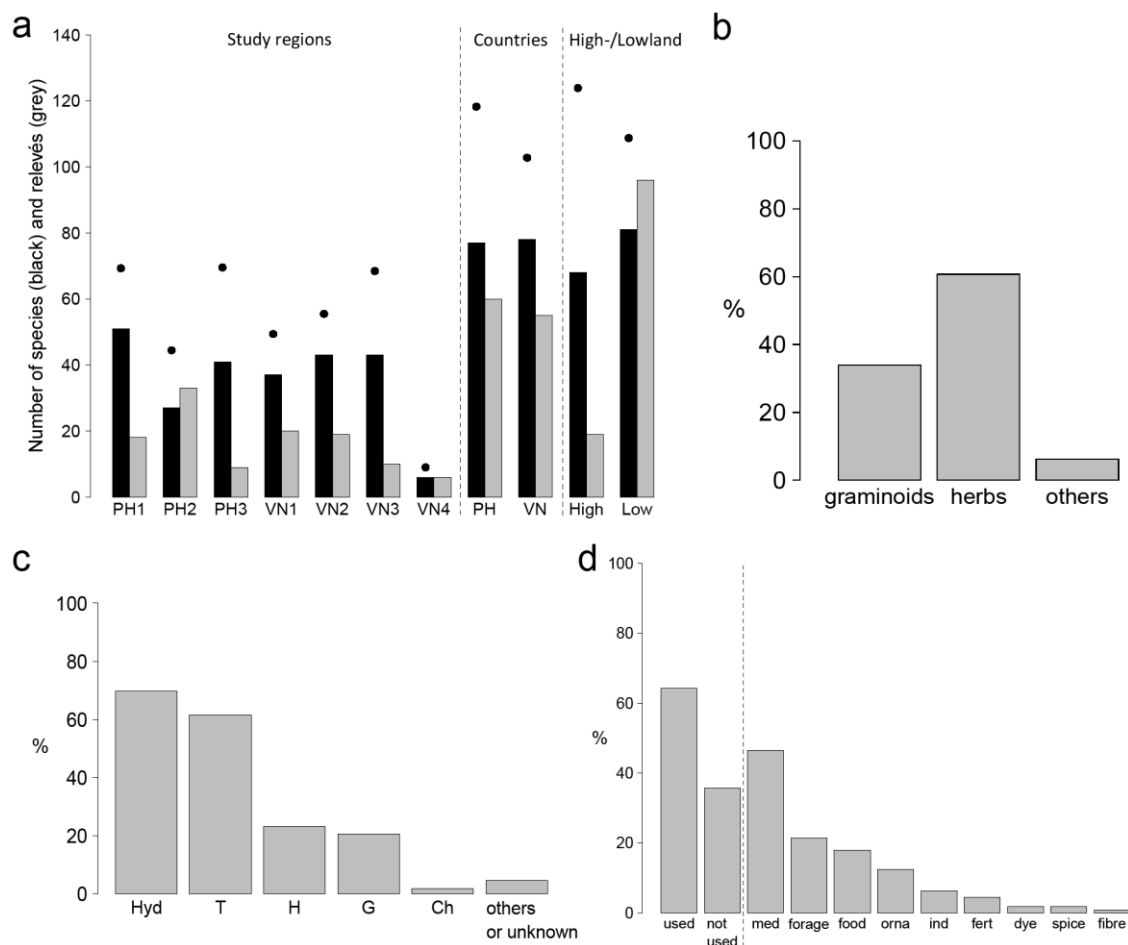 a
Study regions
Countries
High-/Lowland
Number of species (black) and relevés (grey)
140
120
100
80
60
40
20
0
PH1 PH2 PH3 VN1 VN2 VN3 VN4 PH VN High Low
b
100
80
60
40
20
0
%
graminoids herbs others
c
100
80
60
40
20
0
%
Hyd T H G Ch others
or unknown
d
100
80
60
40
20
0
%
used not med forage food orna ind fert dye spice fibre
used